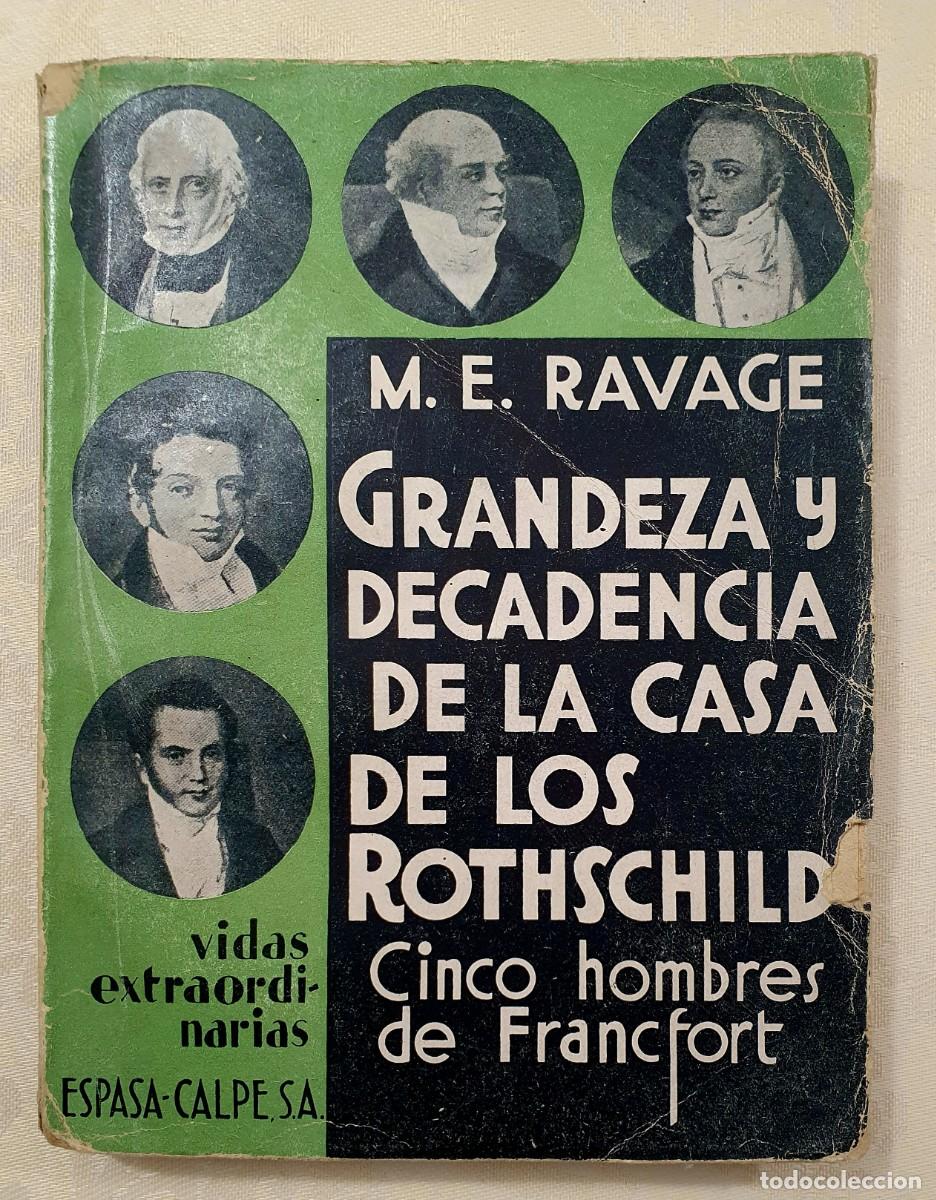 M. E. RAVAGE
GRANDEZA Y
DECADENCIA
DE LA CASA
DE LOS
ROTHSCHILD
Cinco hombres
de Francfort
vidas
extraordi-
narias
ESPASA-CALPE, S.A.
todocoleccion